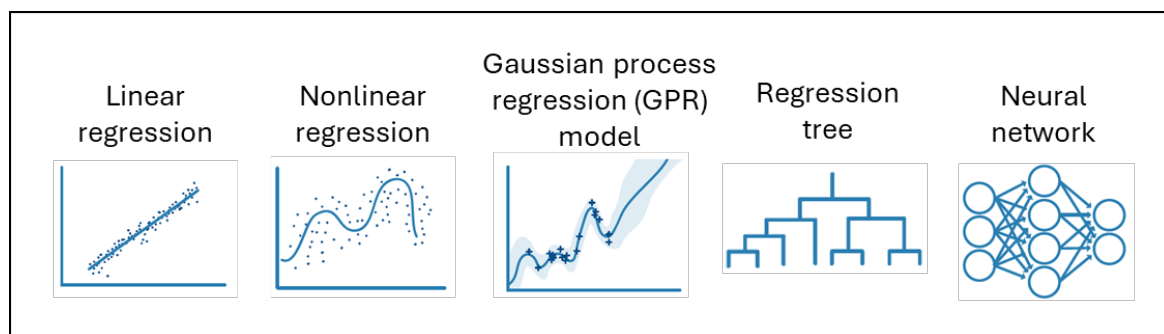 Linear
regression
Nonlinear
regression
Gaussian process
regression (GPR)
model
Regression
tree
Neural
network